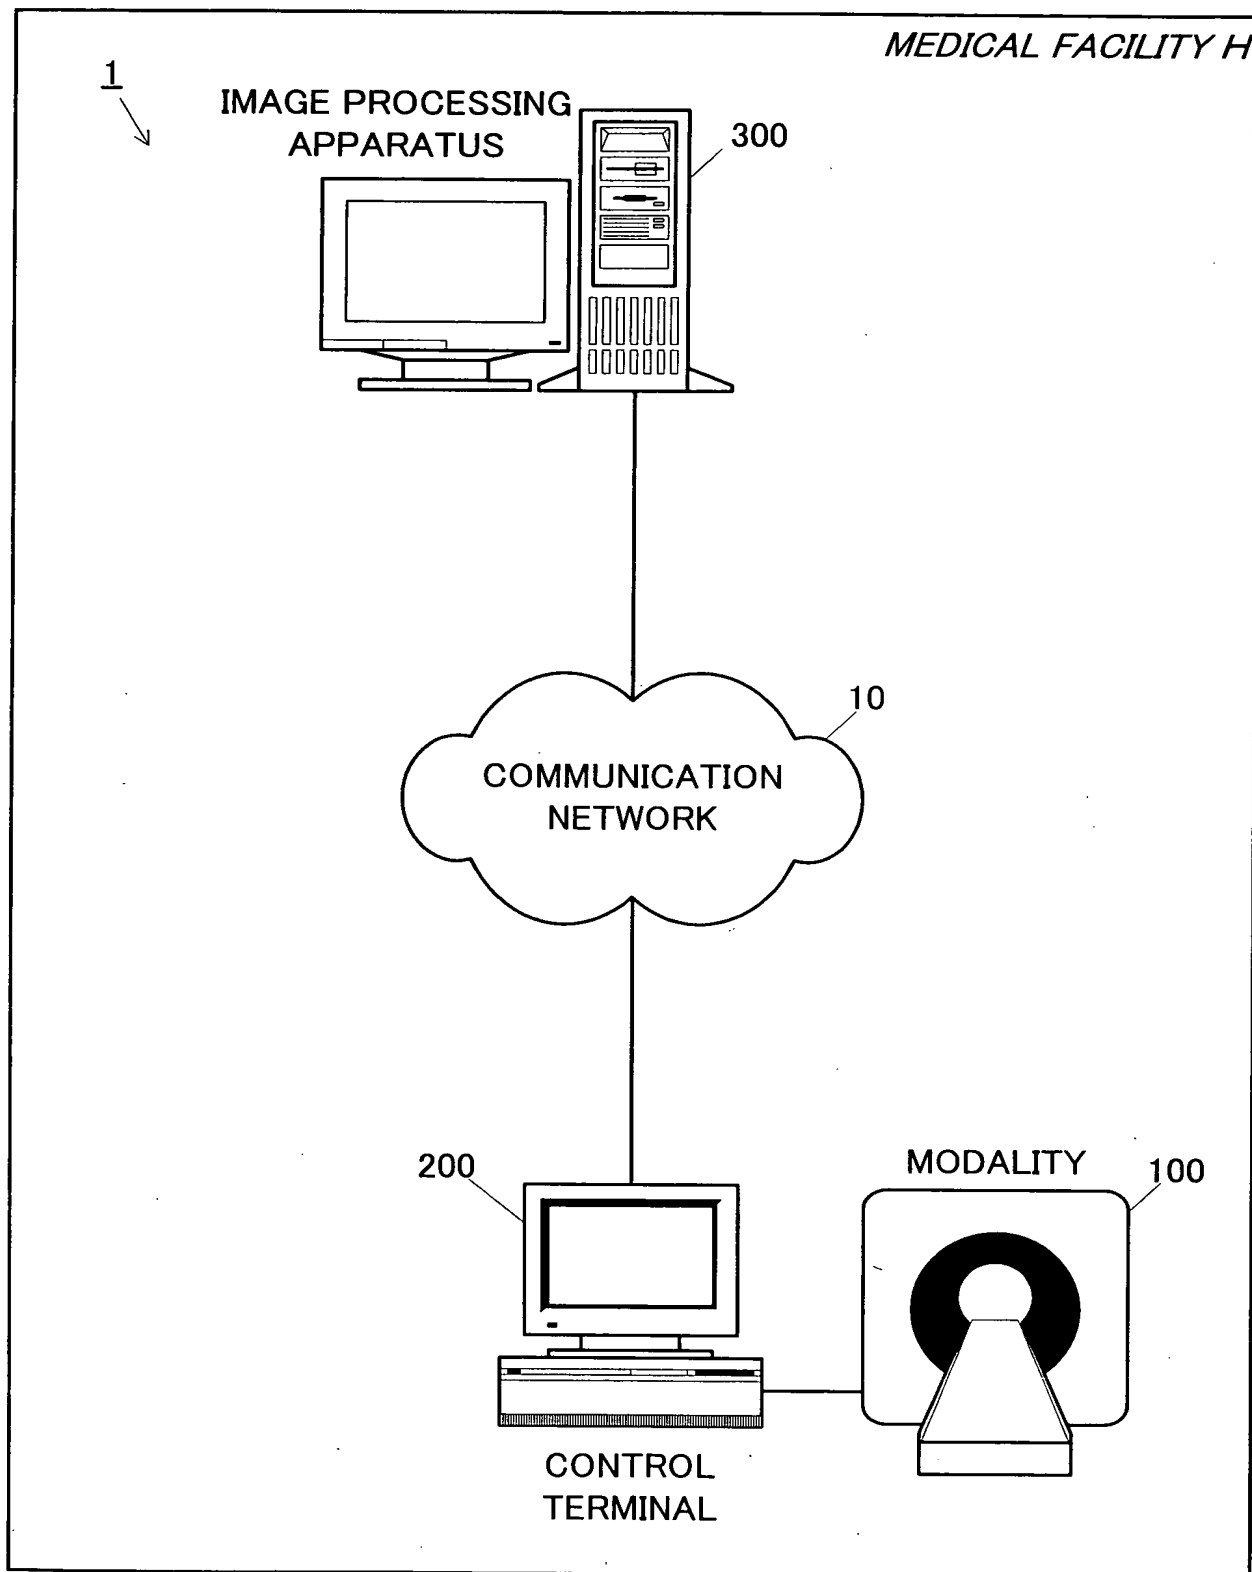 MEDICAL FACILITY H
1
IMAGE PROCESSING
APPARATUS
300
10
COMMUNICATION
NETWORK
200
MODALITY
100
CONTROL
TERMINAL